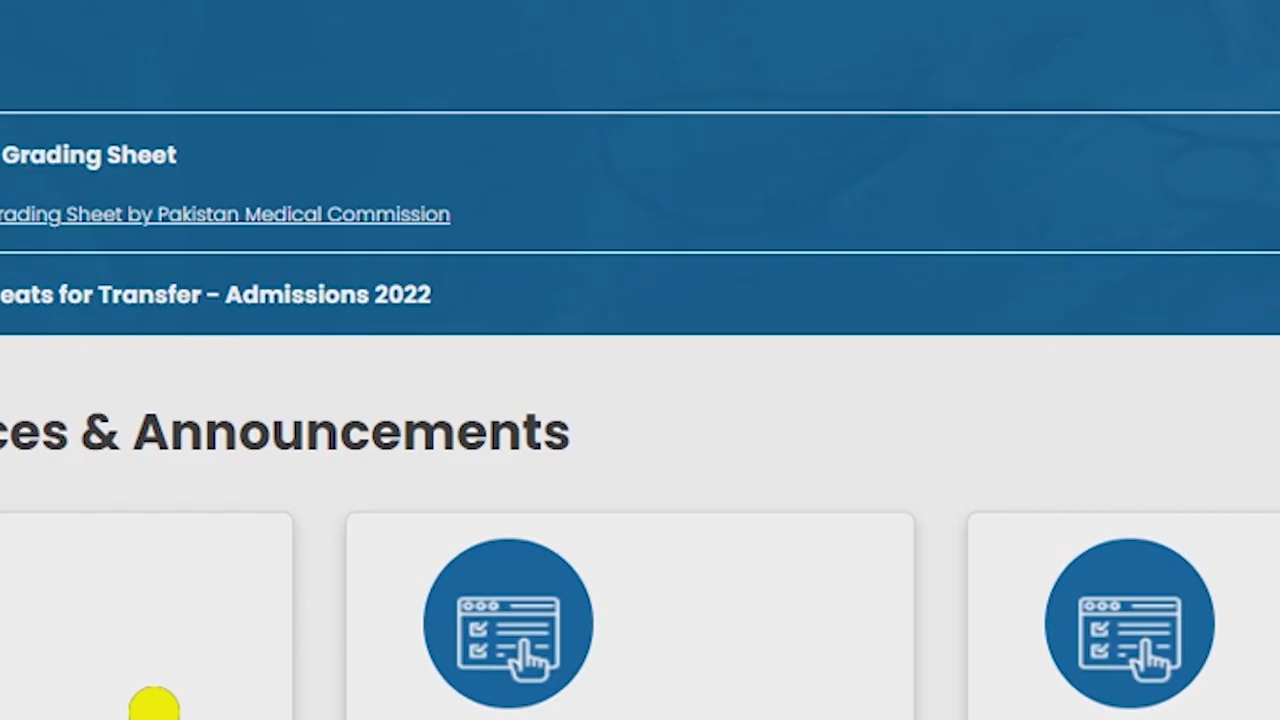 Grading Sheet
rading Sheet by Pakistan Medical Commission
eats for Transfer - Admissions 2022
ces & Announcements